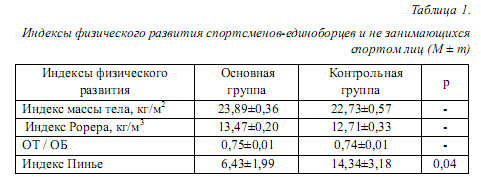 Таблица 1.
Индексы физического развития спортсменов-единоборцев и не занимающихся
спортом лиц (M ± m)
Индексы физического развития | Основная группа | Контрольная группа | p
Индекс массы тела, кг/м² | 23,89±0,36 | 22,73±0,57 | -
Индекс Рорера, кг/м³ | 13,47±0,20 | 12,71±0,33 | -
ОТ / ОБ | 0,75±0,01 | 0,74±0,01 | -
Индекс Пинье | 6,43±1,99 | 14,34±3,18 | 0,04